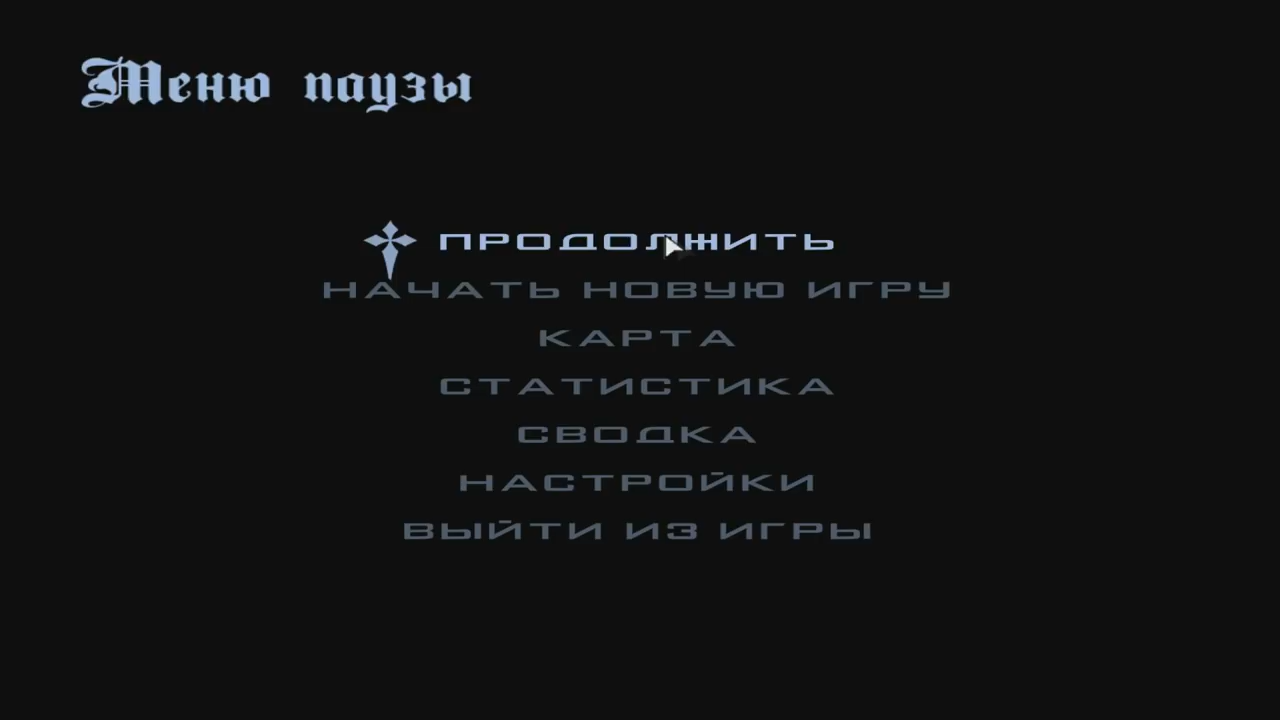 Меню паузы
ПРОДОЛЖИТЬ
НАЧАТЬ НОВУЮ ИГРУ
КАРТА
СТАТИСТИКА
СВОДКА
НАСТРОЙКИ
ВЫЙТИ ИЗ ИГРЫ